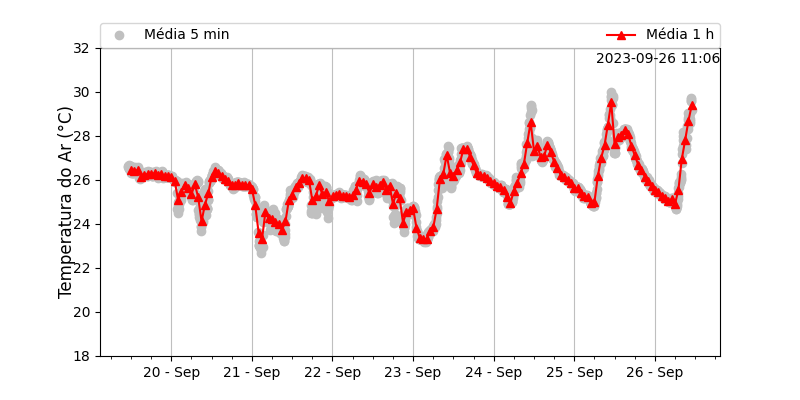 Média 5 min
Média 1 h
2023-09-26 11:06
Temperatura do Ar (°C)
32
30
28
26
24
22
20
18
20 - Sep
21 - Sep
22 - Sep
23 - Sep
24 - Sep
25 - Sep
26 - Sep